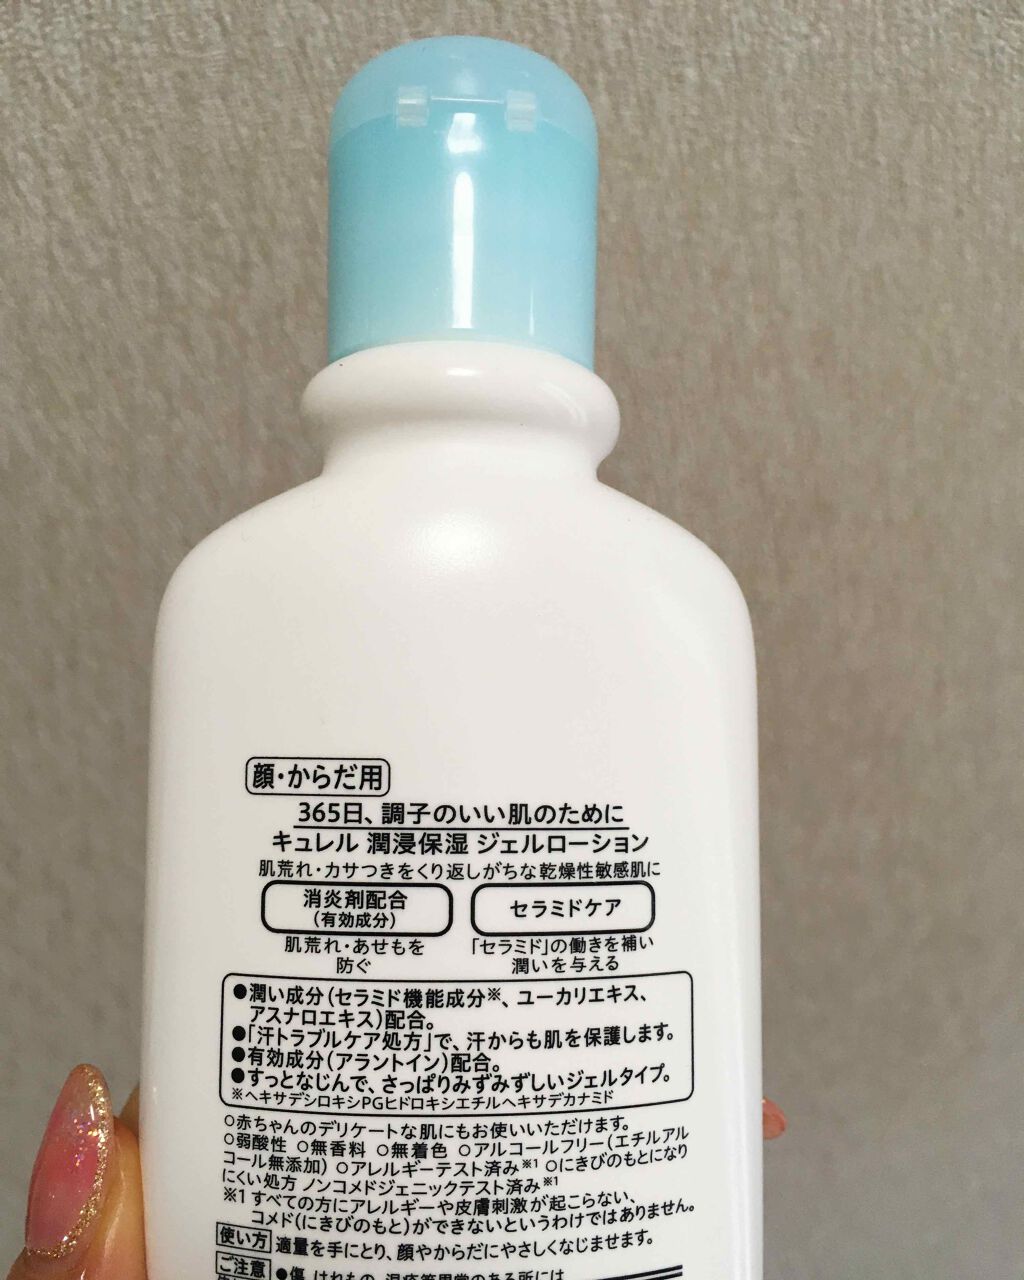 顔・からだ用
365日、調子のいい肌のために
キュレル 潤浸保湿 ジェルローション
肌荒れ・カサつきをくり返しがちな乾燥性敏感肌に
消炎剤配合
(有効成分)
セラミドケア
肌荒れ・あせもを
防ぐ
「セラミド」の働きを補い
潤いを与える
●潤い成分(セラミド機能成分※、ユーカリエキス、
アスナロエキス)配合。
●「汗トラブルケア処方」で、汗からも肌を保護します。
●有効成分(アラントイン)配合。
●すっとなじんで、さっぱりみずみずしいジェルタイプ。
※ヘキサデシロキシPGヒドロキシエチルヘキサデカナミド
○赤ちゃんのデリケートな肌にもお使いいただけます。
○弱酸性 ○無香料 ○無着色 ○アルコールフリー(エチルアル
コール無添加) ○アレルギーテスト済み※1 ○にきびのもとになり
にくい処方 ノンコメドジェニックテスト済み※1
※1 すべての方にアレルギーや皮膚刺激が起こらない、
コメド(にきびのもと)ができないというわけではありません。
使い方 適量を手にとり、顔やからだにやさしくなじませます。
ご注意 ●傷、はれもの、湿疹等異常のある所には